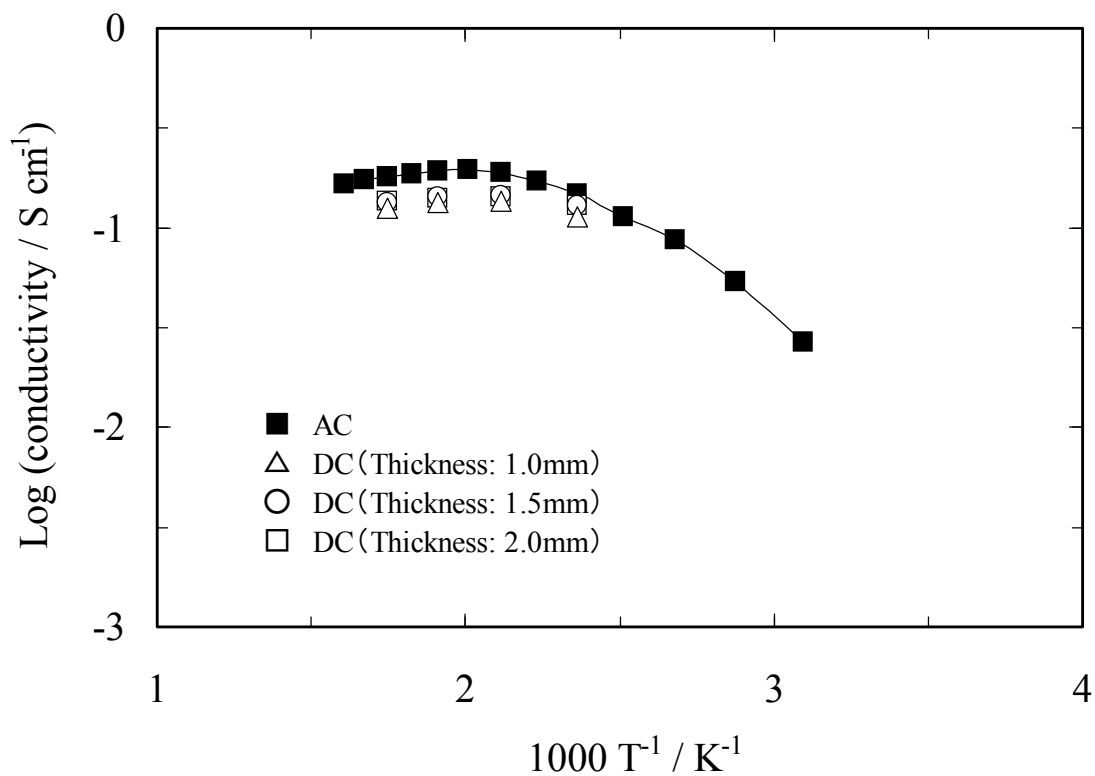 0
-1
-2
-3
Log (conductivity / S cm⁻¹)
AC
DC（Thickness: 1.0mm）
DC（Thickness: 1.5mm）
DC（Thickness: 2.0mm）
1 2 3 4
1000 T⁻¹ / K⁻¹